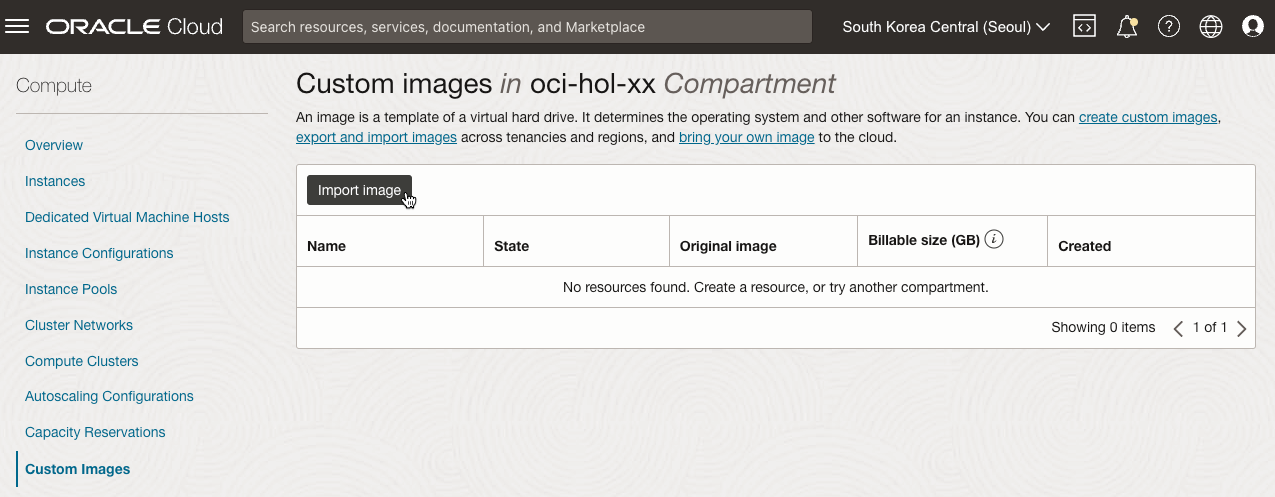 ORACLE Cloud
Search resources, services, documentation, and Marketplace
South Korea Central (Seoul)
Compute
Overview
Instances
Dedicated Virtual Machine Hosts
Instance Configurations
Instance Pools
Cluster Networks
Compute Clusters
Autoscaling Configurations
Capacity Reservations
Custom Images
Custom images in oci-hol-xx Compartment
An image is a template of a virtual hard drive. It determines the operating system and other software for an instance. You can create custom images,
export and import images across tenancies and regions, and bring your own image to the cloud.
Import image
Name State Original image Billable size (GB) i Created
No resources found. Create a resource, or try another compartment.
Showing 0 items 1 of 1